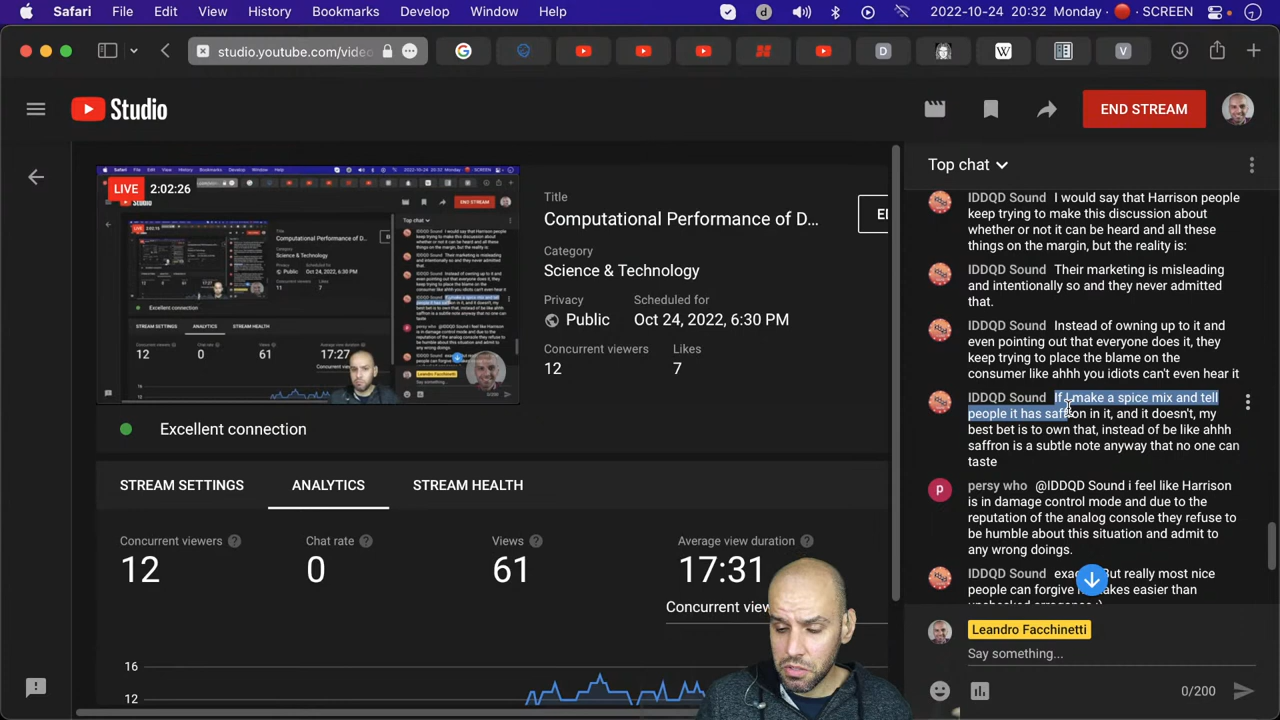 Safari File Edit View History Bookmarks Develop Window Help
d
2022-10-24 20:32 Monday
SCREEN
studio.youtube.com/video
G
D
W
V
Studio
END STREAM
LIVE 2:02:26
Title
Computational Performance of D...
Category
Science & Technology
Privacy
Scheduled for
Public
Oct 24, 2022, 6:30 PM
Concurrent viewers
Likes
12
7
Excellent connection
STREAM SETTINGS
ANALYTICS
STREAM HEALTH
Concurrent viewers
Chat rate
Views
Average view duration
12
0
61
17:31
16
12
Top chat
IDDQD Sound I would say that Harrison people
keep trying to make this discussion about
whether or not it can be heard and all these
things on the margin, but the reality is:
IDDQD Sound Their marketing is misleading
and intentionally so and they never admitted
that.
IDDQD Sound Instead of owning up to it and
even pointing out that everyone does it, they
keep trying to place the blame on the
consumer like ahhh you idiots can't even hear it
IDDQD Sound If I make a spice mix and tell
people it has saffron in it, and it doesn't, my
best bet is to own that, instead of be like ahhh
saffron is a subtle note anyway that no one can
taste
p
persy who @IDDQD Sound i feel like Harrison
is in damage control mode and due to the
reputation of the analog console they refuse to
be humble about this situation and admit to
any wrong doings.
IDDQD Sound But really most nice
people can forgive takes easier than
Leandro Facchinetti
Say something...
0/200